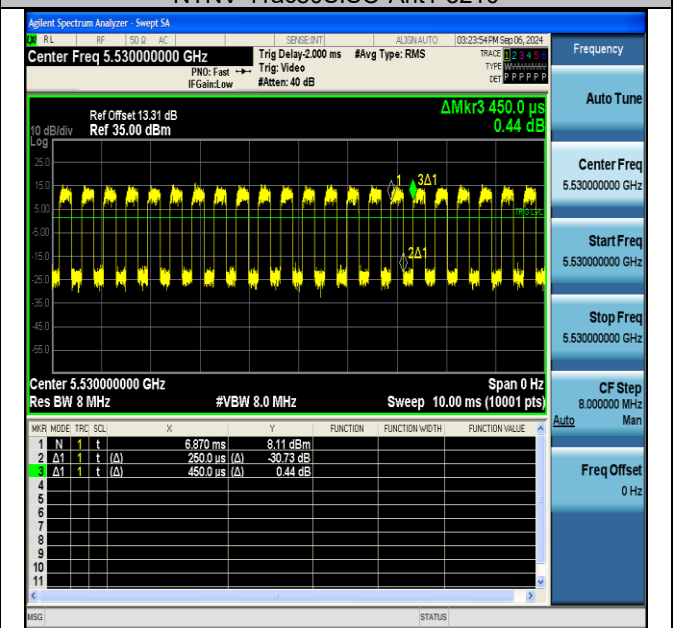 Agilent Spectrum Analyzer - Swept SA
RL RF 50 Ω AC SENSE:INT ALIGN AUTO 03:23:54 PM Sep 06, 2024
Center Freq 5.530000000 GHz
PNO: Fast
IFGain:Low
Trig Delay-2.000 ms
Trig: Video
#Atten: 40 dB
#Avg Type: RMS
TRACE 1 2 3 4 5 6
TYPE
DET P P P P P P
Ref Offset 13.31 dB
10 dB/div Ref 35.00 dBm
Log
ΔMkr3 450.0 µs
0.44 dB
25.0
15.0
5.00
-5.00
-15.0
-25.0
-35.0
-45.0
-55.0
1
3Δ1
2Δ1
TRIG LVL
Center 5.530000000 GHz Span 0 Hz
Res BW 8 MHz #VBW 8.0 MHz Sweep 10.00 ms (10001 pts)
MKR MODE TRC SCL X Y FUNCTION FUNCTION WIDTH FUNCTION VALUE
1 N 1 t 6.870 ms 8.11 dBm
2 Δ1 1 t (Δ) 250.0 µs (Δ) -30.73 dB
3 Δ1 1 t (Δ) 450.0 µs (Δ) 0.44 dB
4
5
6
7
8
9
10
11
MSG STATUS
Frequency
Auto Tune
Center Freq
5.530000000 GHz
Start Freq
5.530000000 GHz
Stop Freq
5.530000000 GHz
CF Step
8.000000 MHz
Auto Man
Freq Offset
0 Hz